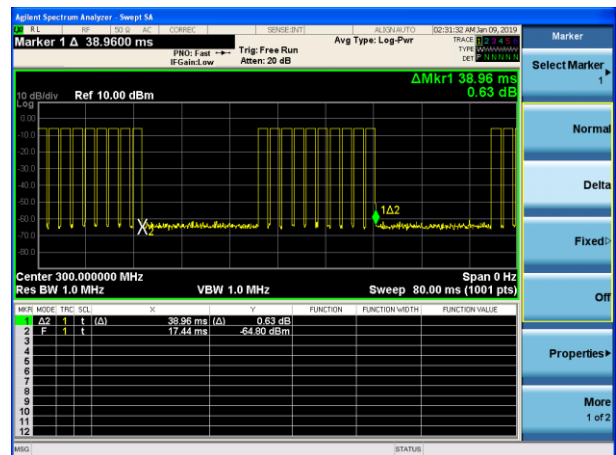 Agilent Spectrum Analyzer - Swept SA
RL RF 50 Ω AC CORREC SENSE:INT ALIGNAUTO 02:31:32 AM Jan 09, 2019
Marker 1 Δ 38.9600 ms
PNO: Fast
IFGain:Low
Trig: Free Run
Atten: 20 dB
Avg Type: Log-Pwr
TRACE 1 2 3 4 5 6
TYPE
DET P N N N N N
ΔMkr1 38.96 ms
0.63 dB
10 dB/div Ref 10.00 dBm
Log
0.00
-10.0
-20.0
-30.0
-40.0
-50.0
-60.0
-70.0
-80.0
X2
1Δ2
Center 300.000000 MHz Span 0 Hz
Res BW 1.0 MHz VBW 1.0 MHz Sweep 80.00 ms (1001 pts)
MKR MODE TRC SCL X Y FUNCTION FUNCTION WIDTH FUNCTION VALUE
1 Δ2 1 t (Δ) 38.96 ms (Δ) 0.63 dB
2 F 1 t 17.44 ms -64.80 dBm
3
4
5
6
7
8
9
10
11
12
MSG STATUS
Marker
Select Marker
1
Normal
Delta
Fixed
Off
Properties
More
1 of 2